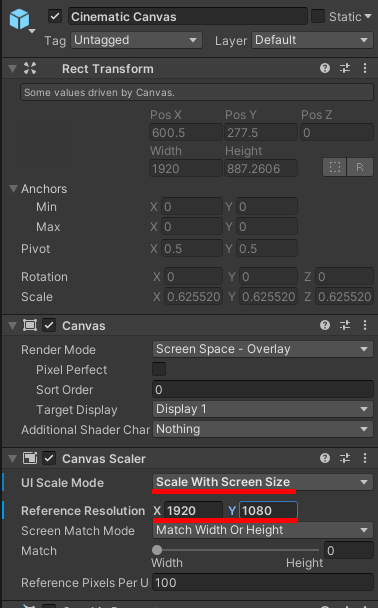 Cinematic Canvas Static
Tag Untagged Layer Default
Rect Transform
Some values driven by Canvas.
Pos X Pos Y Pos Z
600.5 277.5 0
Width Height
1920 887.2606 R
Anchors
Min X 0 Y 0
Max X 0 Y 0
Pivot X 0.5 Y 0.5
Rotation X 0 Y 0 Z 0
Scale X 0.625520 Y 0.625520 Z 0.625520
Canvas
Render Mode Screen Space - Overlay
Pixel Perfect
Sort Order 0
Target Display Display 1
Additional Shader Char Nothing
Canvas Scaler
UI Scale Mode Scale With Screen Size
Reference Resolution X 1920 Y 1080
Screen Match Mode Match Width Or Height
Match 0
Width Height
Reference Pixels Per U 100